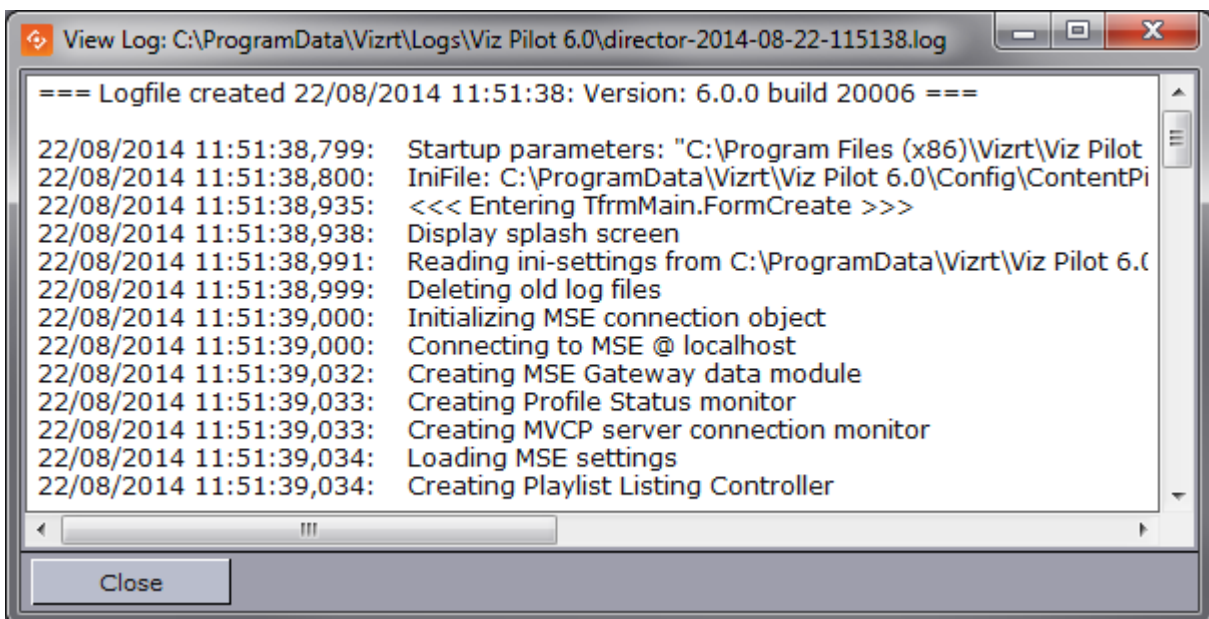 View Log: C:\ProgramData\Vizrt\Logs\Viz Pilot 6.0\director-2014-08-22-115138.log
=== Logfile created 22/08/2014 11:51:38: Version: 6.0.0 build 20006 ===
22/08/2014 11:51:38,799: Startup parameters: "C:\Program Files (x86)\Vizrt\Viz Pilot
22/08/2014 11:51:38,800: IniFile: C:\ProgramData\Vizrt\Viz Pilot 6.0\Config\ContentPi
22/08/2014 11:51:38,935: <<< Entering TfrmMain.FormCreate >>>
22/08/2014 11:51:38,938: Display splash screen
22/08/2014 11:51:38,991: Reading ini-settings from C:\ProgramData\Vizrt\Viz Pilot 6.0
22/08/2014 11:51:38,999: Deleting old log files
22/08/2014 11:51:39,000: Initializing MSE connection object
22/08/2014 11:51:39,000: Connecting to MSE @ localhost
22/08/2014 11:51:39,032: Creating MSE Gateway data module
22/08/2014 11:51:39,033: Creating Profile Status monitor
22/08/2014 11:51:39,033: Creating MVCP server connection monitor
22/08/2014 11:51:39,034: Loading MSE settings
22/08/2014 11:51:39,034: Creating Playlist Listing Controller
Close